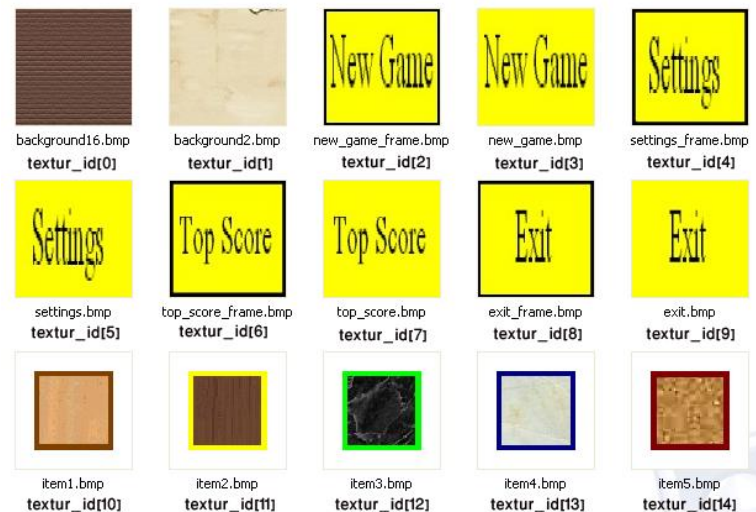 New Game New Game Settings
background16.bmp background2.bmp new_game_frame.bmp new_game.bmp settings_frame.bmp
textur_id[0] textur_id[1] textur_id[2] textur_id[3] textur_id[4]
Settings Top Score Top Score Exit Exit
settings.bmp top_score_frame.bmp top_score.bmp exit_frame.bmp exit.bmp
textur_id[5] textur_id[6] textur_id[7] textur_id[8] textur_id[9]
item1.bmp item2.bmp item3.bmp item4.bmp item5.bmp
textur_id[10] textur_id[11] textur_id[12] textur_id[13] textur_id[14]